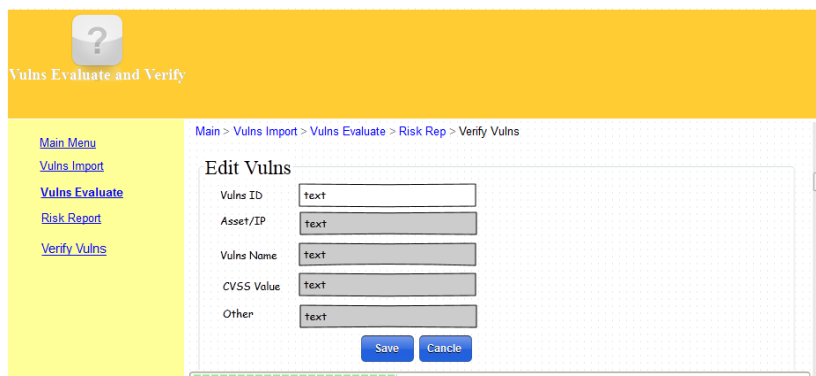 ?
Vulns Evaluate and Verify
Main > Vulns Import > Vulns Evaluate > Risk Rep > Verify Vulns
Main Menu
Vulns Import
Vulns Evaluate
Risk Report
Verify Vulns
Edit Vulns
Vulns ID text
Asset/IP text
Vulns Name text
CVSS Value text
Other text
Save Cancle